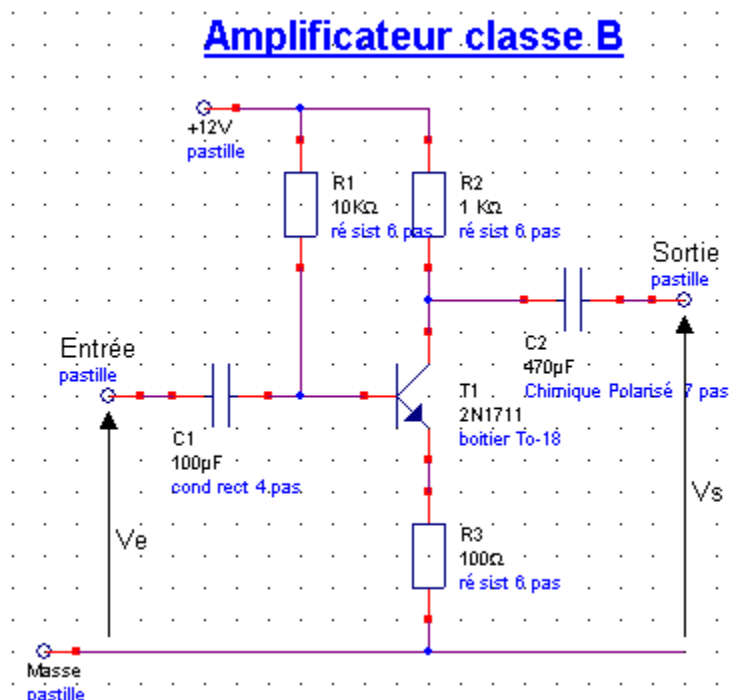 Amplificateur classe B
+12V
pastille
R1
10KΩ
ré sist 6 pas
R2
1 KΩ
ré sist 6 pas
Sortie
pastille
Entrée
pastille
C1
100µF
cond rect 4 pas
T1
2N1711
boitier To-18
C2
470µF
Chimique Polarisé 7 pas
Ve
Vs
R3
100Ω
ré sist 6 pas
Masse
pastille